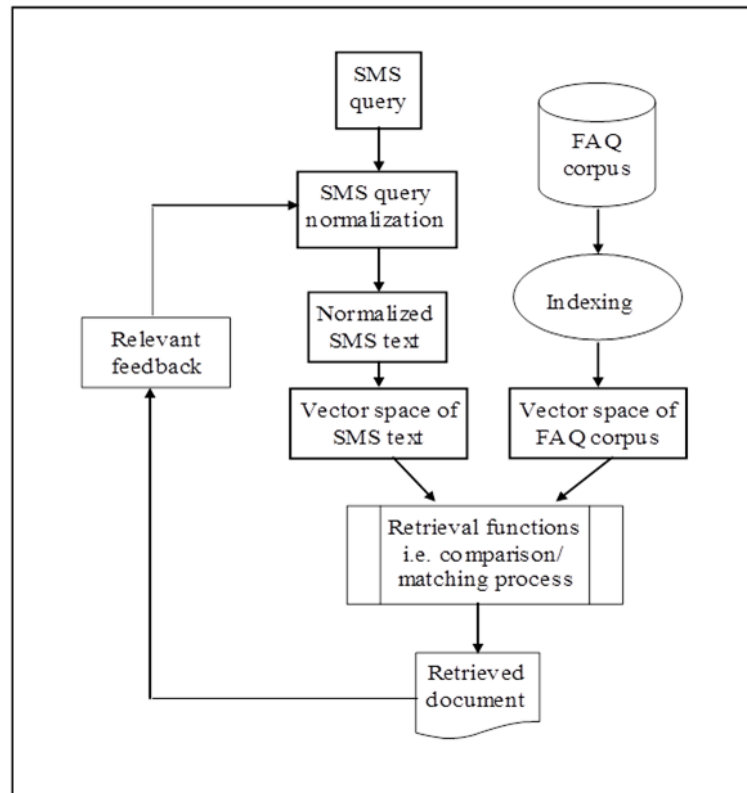 SMS
query
FAQ
corpus
SMS query
normalization
Indexing
Normalized
SMS text
Relevant
feedback
Vector space of
SMS text
Vector space of
FAQ corpus
Retrieval functions
i.e. comparison/
matching process
Retrieved
document